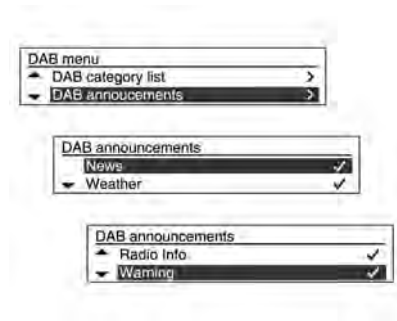 DAB menu
DAB category list
DAB annoucements
DAB announcements
News
Weather
DAB announcements
Radio Info
Warning